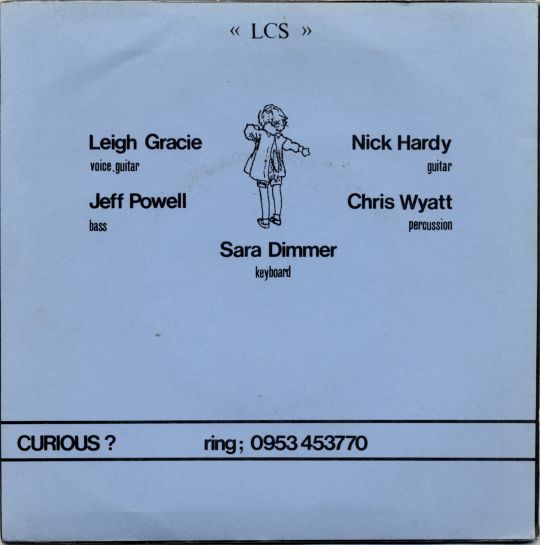 « LCS »
Leigh Gracie
voice,guitar
Nick Hardy
guitar
Jeff Powell
bass
Chris Wyatt
percussion
Sara Dimmer
keyboard
CURIOUS ? ring; 0953 453770